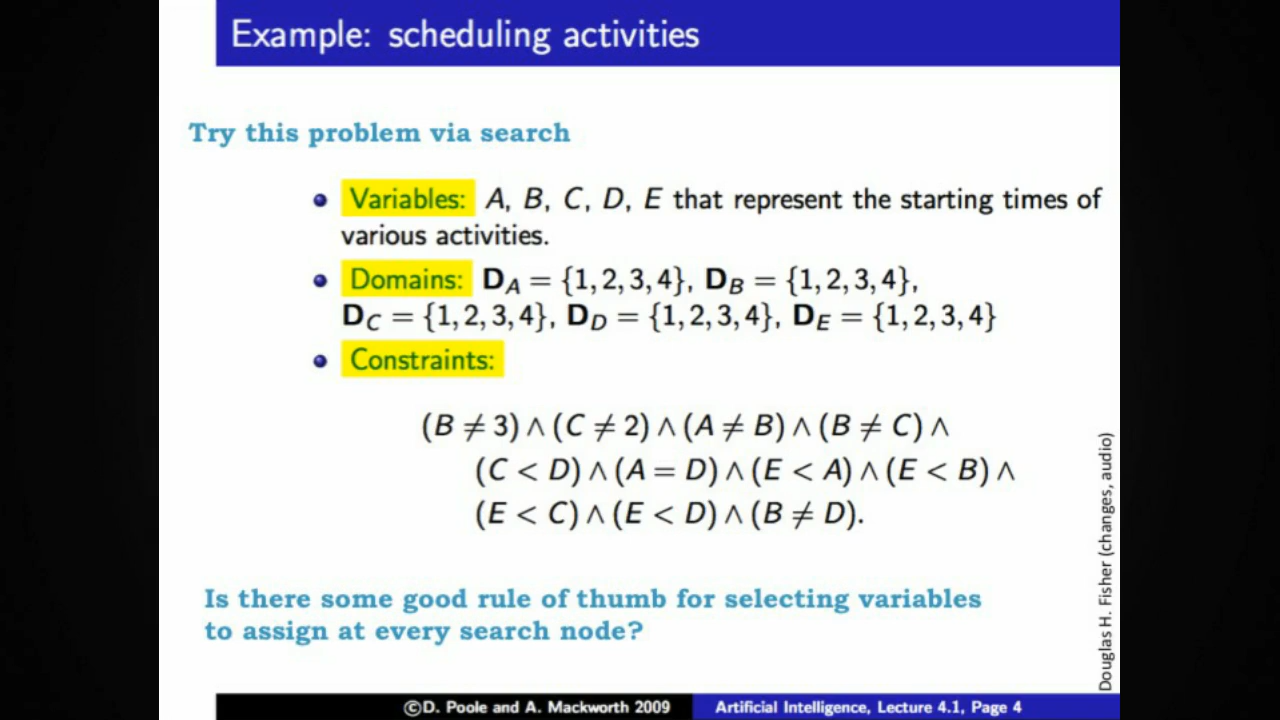 Example: scheduling activities
Try this problem via search
• Variables: A, B, C, D, E that represent the starting times of
various activities.
• Domains: D_A = {1, 2, 3, 4}, D_B = {1, 2, 3, 4},
D_C = {1, 2, 3, 4}, D_D = {1, 2, 3, 4}, D_E = {1, 2, 3, 4}
• Constraints:
(B ≠ 3) ∧ (C ≠ 2) ∧ (A ≠ B) ∧ (B ≠ C) ∧
(C < D) ∧ (A = D) ∧ (E < A) ∧ (E < B) ∧
(E < C) ∧ (E < D) ∧ (B ≠ D).
Is there some good rule of thumb for selecting variables
to assign at every search node?
Douglas H. Fisher (changes, audio)
©D. Poole and A. Mackworth 2009
Artificial Intelligence, Lecture 4.1, Page 4